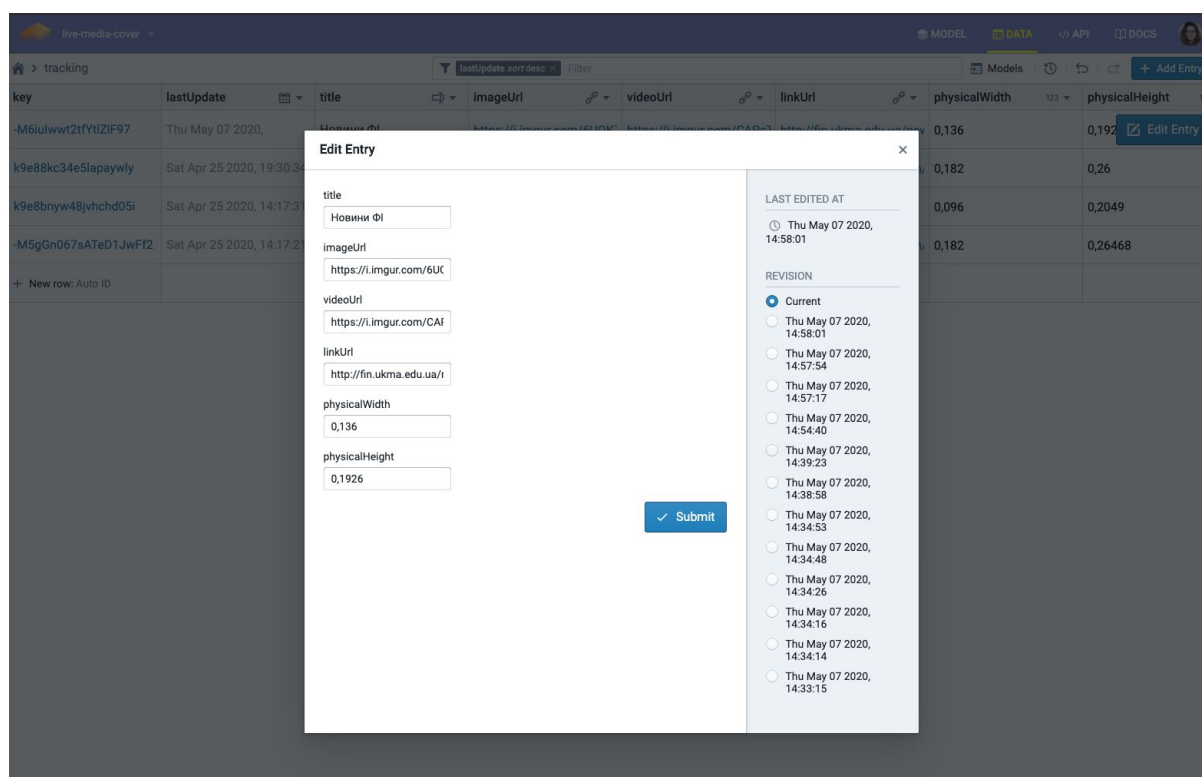 live-media-cover
MODEL DATA </> API DOCS
> tracking
lastUpdate sort desc × Filter
Models
+ Add Entry
key lastUpdate title imageUrl videoUrl linkUrl physicalWidth 123 physicalHeight
Thu May 07 2020, Новини ФІ 0,136 0,192 Edit Entry
k9e88kc34e5lapaywly Sat Apr 25 2020, 19:30:34 0,182 0,26
k9e8bnyw48jvhchd05i Sat Apr 25 2020, 14:17:31 0,096 0,2049
-M5gGn067sATeD1JwFf2 Sat Apr 25 2020, 14:17:21 0,182 0,26468
+ New row: Auto ID
Edit Entry ×
title
Новини ФІ
imageUrl
https://i.imgur.com/6U
videoUrl
https://i.imgur.com/CA
linkUrl
http://fin.ukma.edu.ua/
physicalWidth
0,136
physicalHeight
0,1926
Submit
LAST EDITED AT
Thu May 07 2020,
14:58:01
REVISION
Current
Thu May 07 2020,
14:58:01
Thu May 07 2020,
14:57:54
Thu May 07 2020,
14:57:17
Thu May 07 2020,
14:54:40
Thu May 07 2020,
14:39:23
Thu May 07 2020,
14:38:58
Thu May 07 2020,
14:34:53
Thu May 07 2020,
14:34:48
Thu May 07 2020,
14:34:26
Thu May 07 2020,
14:34:16
Thu May 07 2020,
14:34:14
Thu May 07 2020,
14:33:15